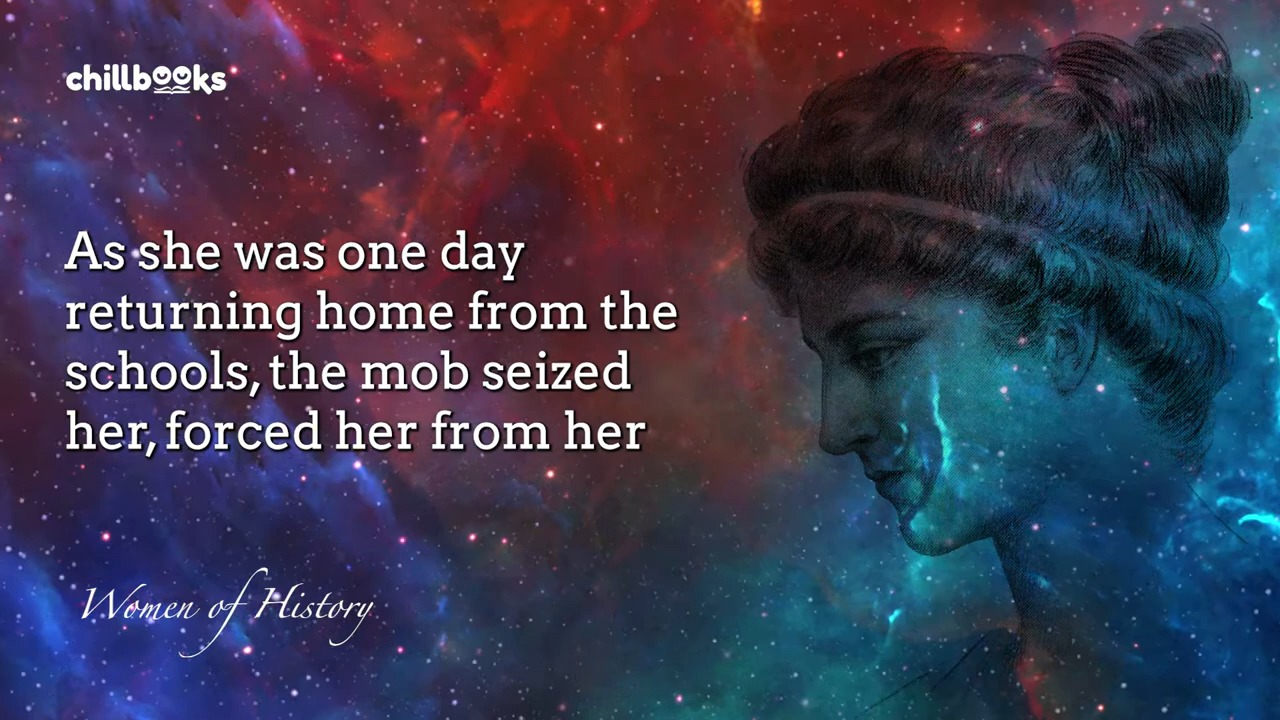 chillbooks
As she was one day
returning home from the
schools, the mob seized
her, forced her from her
Women of History